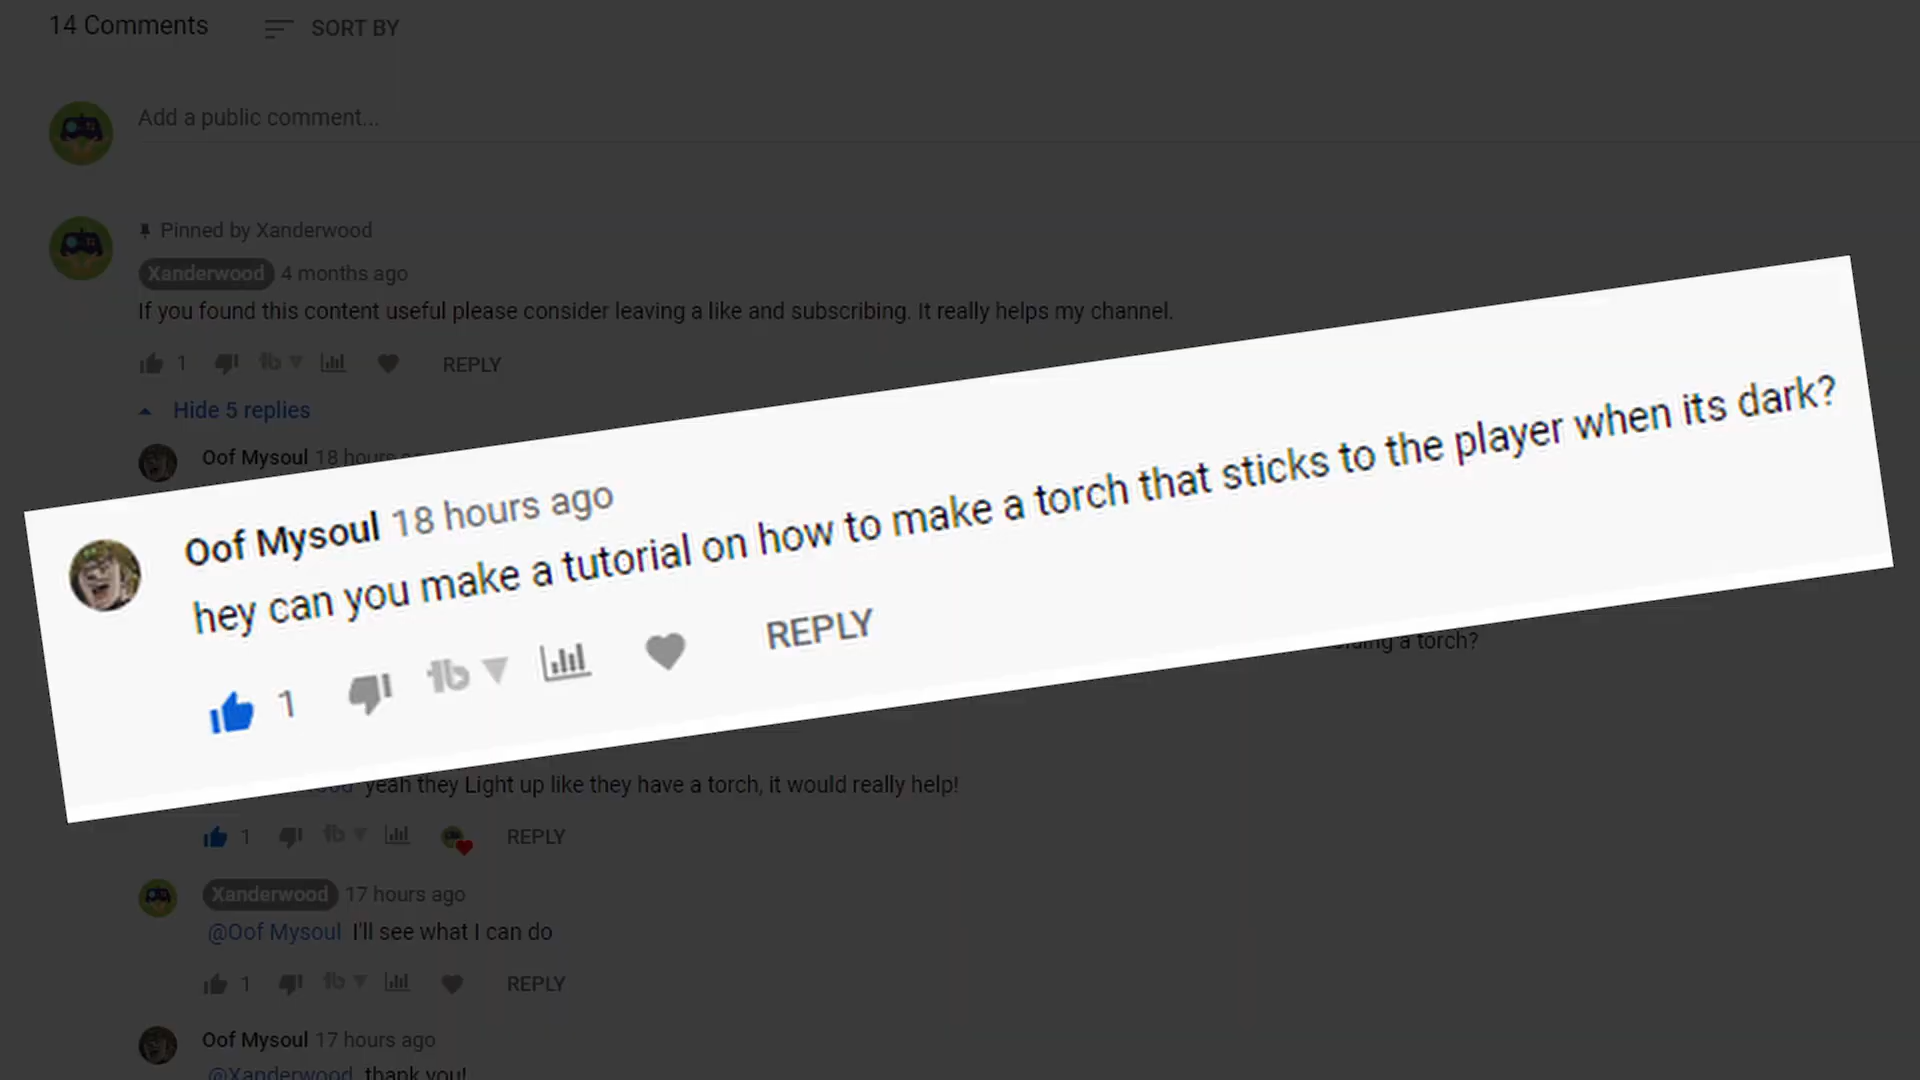 14 Comments
SORT BY
Add a public comment...
Pinned by Xanderwood
Xanderwood 4 months ago
If you found this content useful please consider leaving a like and subscribing. It really helps my channel.
1 REPLY
Hide 5 replies
Oof Mysoul 18 hours
Oof Mysoul 18 hours ago
hey can you make a tutorial on how to make a torch that sticks to the player when its dark?
1 REPLY
a torch?
yeah they Light up like they have a torch, it would really help!
1 REPLY
Xanderwood 17 hours ago
@Oof Mysoul I'll see what I can do
1 REPLY
Oof Mysoul 17 hours ago
@Xanderwood thank you!